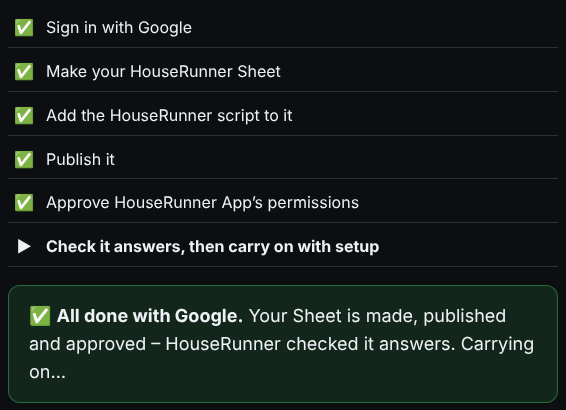 ✅ Sign in with Google
✅ Make your HouseRunner Sheet
✅ Add the HouseRunner script to it
✅ Publish it
✅ Approve HouseRunner App’s permissions
▶ Check it answers, then carry on with setup
✅ All done with Google. Your Sheet is made, published
and approved – HouseRunner checked it answers. Carrying
on...